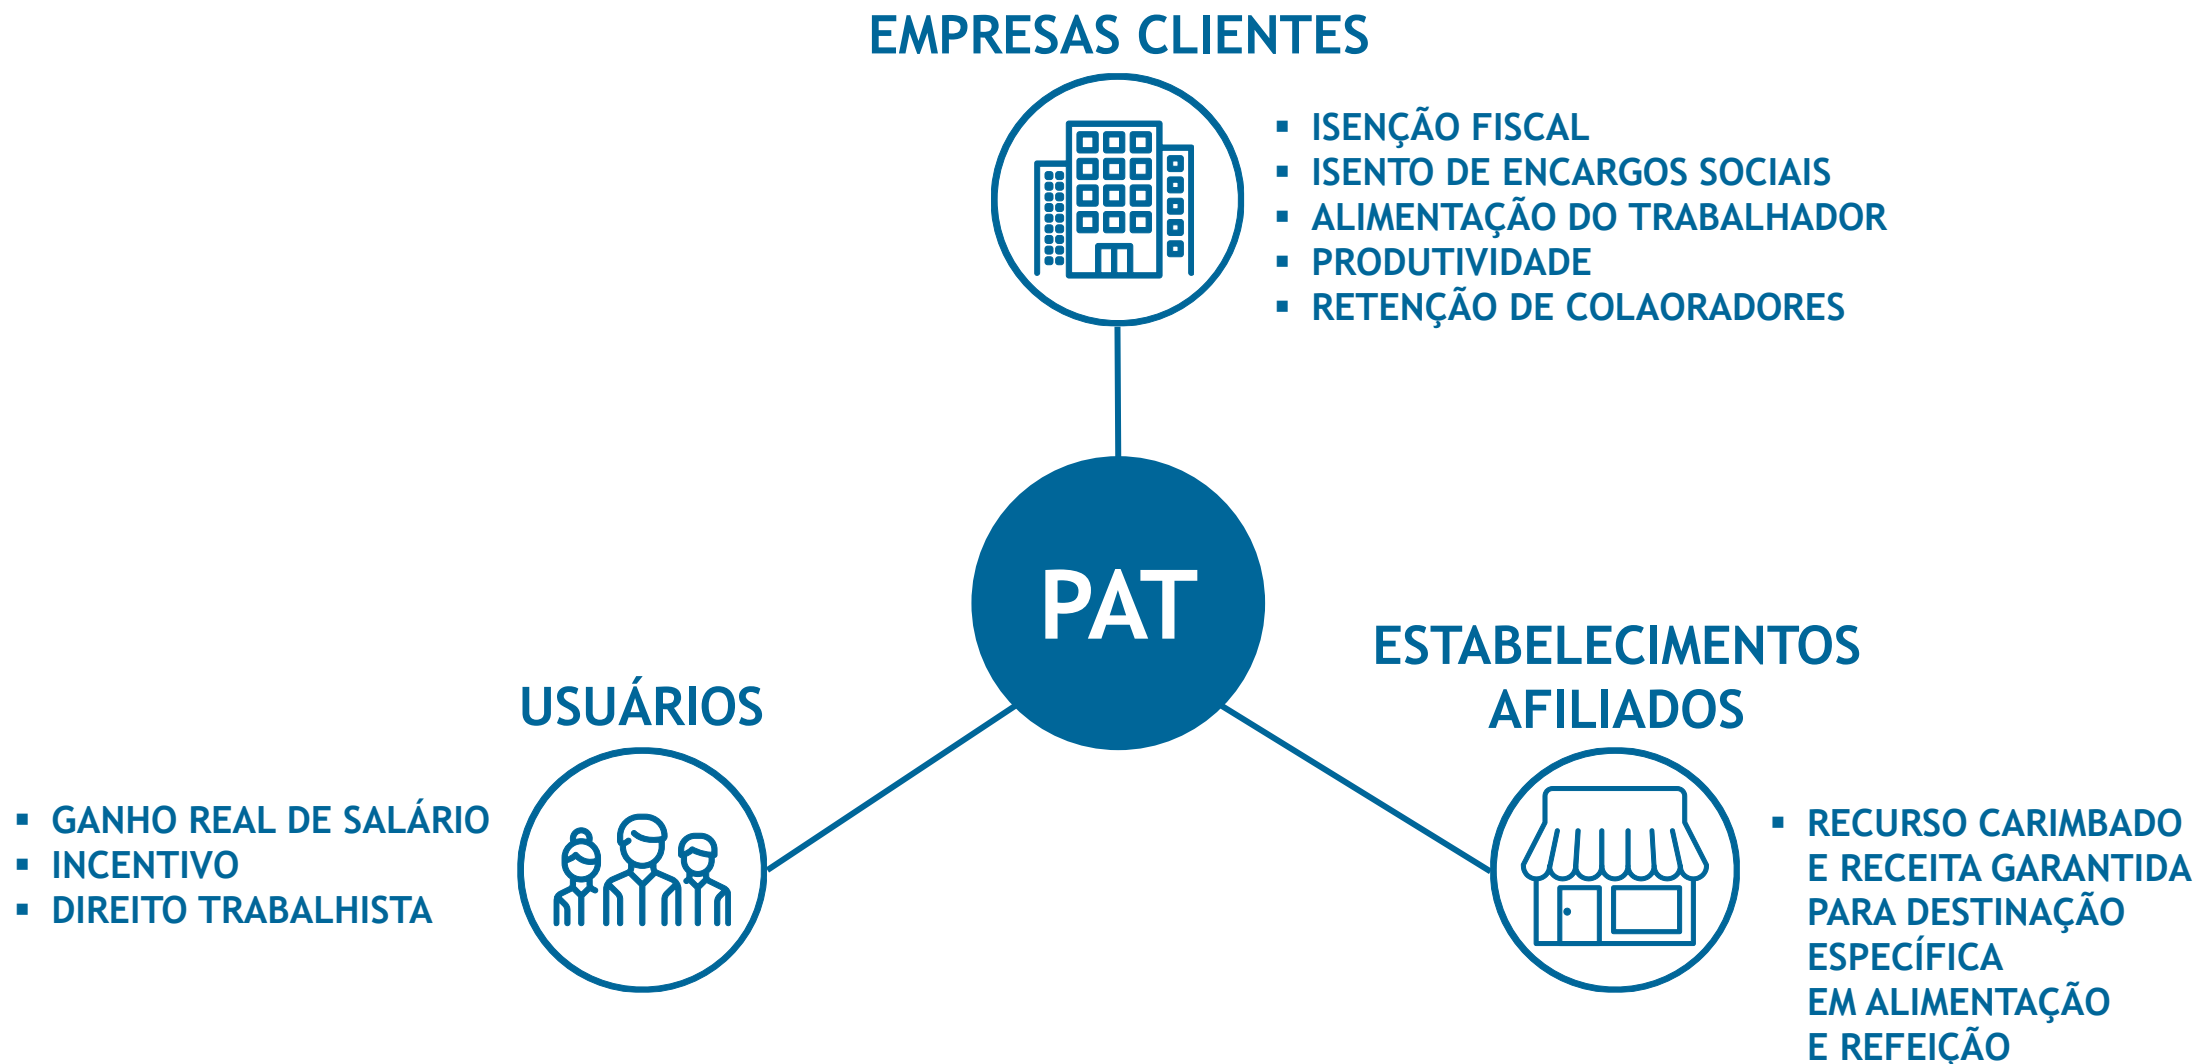 EMPRESAS CLIENTES
▪ ISENÇÃO FISCAL
▪ ISENTO DE ENCARGOS SOCIAIS
▪ ALIMENTAÇÃO DO TRABALHADOR
▪ PRODUTIVIDADE
▪ RETENÇÃO DE COLAORADORES
PAT
USUÁRIOS
▪ GANHO REAL DE SALÁRIO
▪ INCENTIVO
▪ DIREITO TRABALHISTA
ESTABELECIMENTOS
AFILIADOS
▪ RECURSO CARIMBADO
E RECEITA GARANTIDA
PARA DESTINAÇÃO
ESPECÍFICA
EM ALIMENTAÇÃO
E REFEIÇÃO